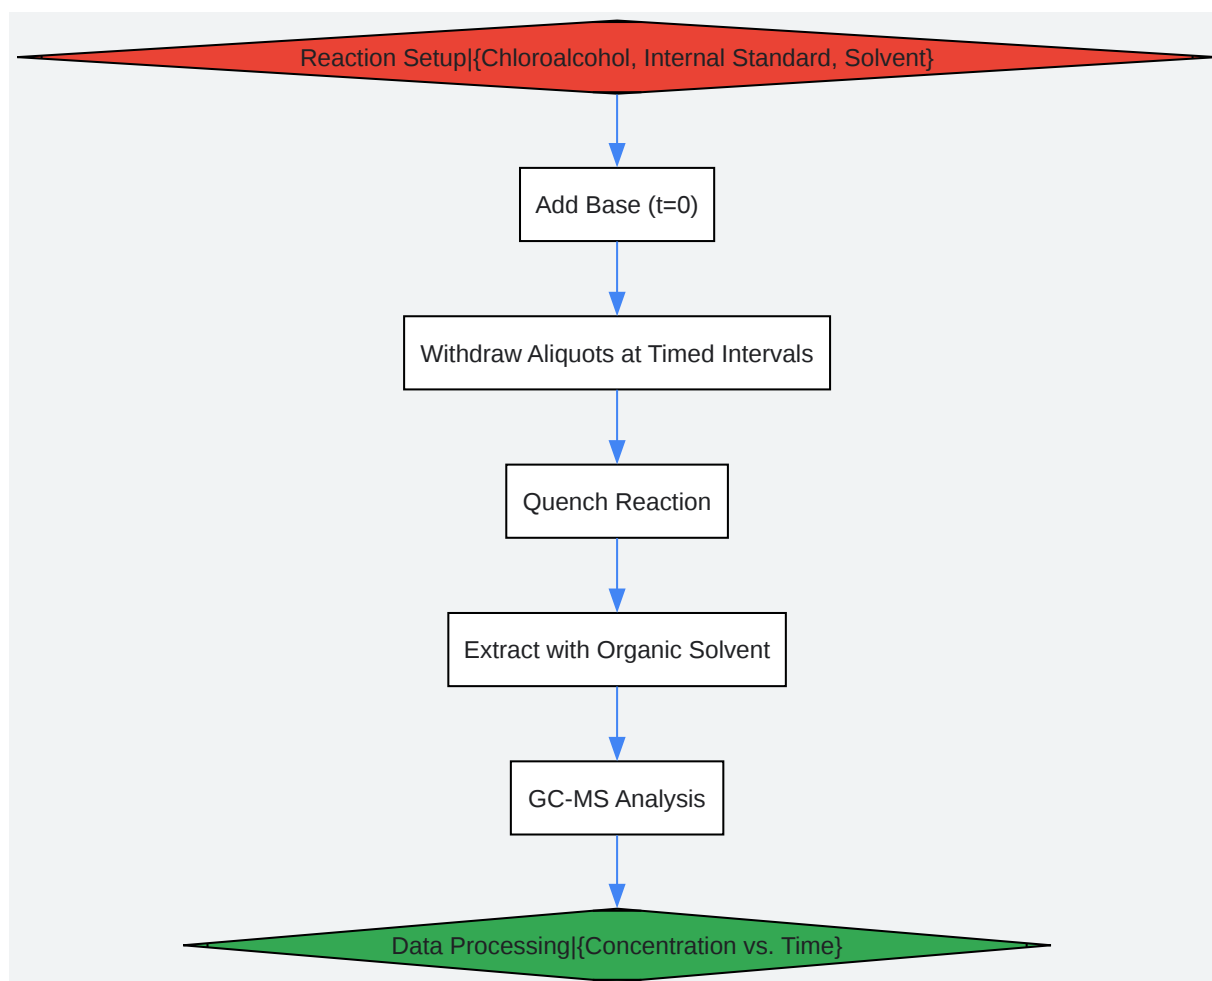 Reaction Setup|{Chloroalcohol, Internal Standard, Solvent}
Add Base (t=0)
Withdraw Aliquots at Timed Intervals
Quench Reaction
Extract with Organic Solvent
GC-MS Analysis
Data Processing|{Concentration vs. Time}